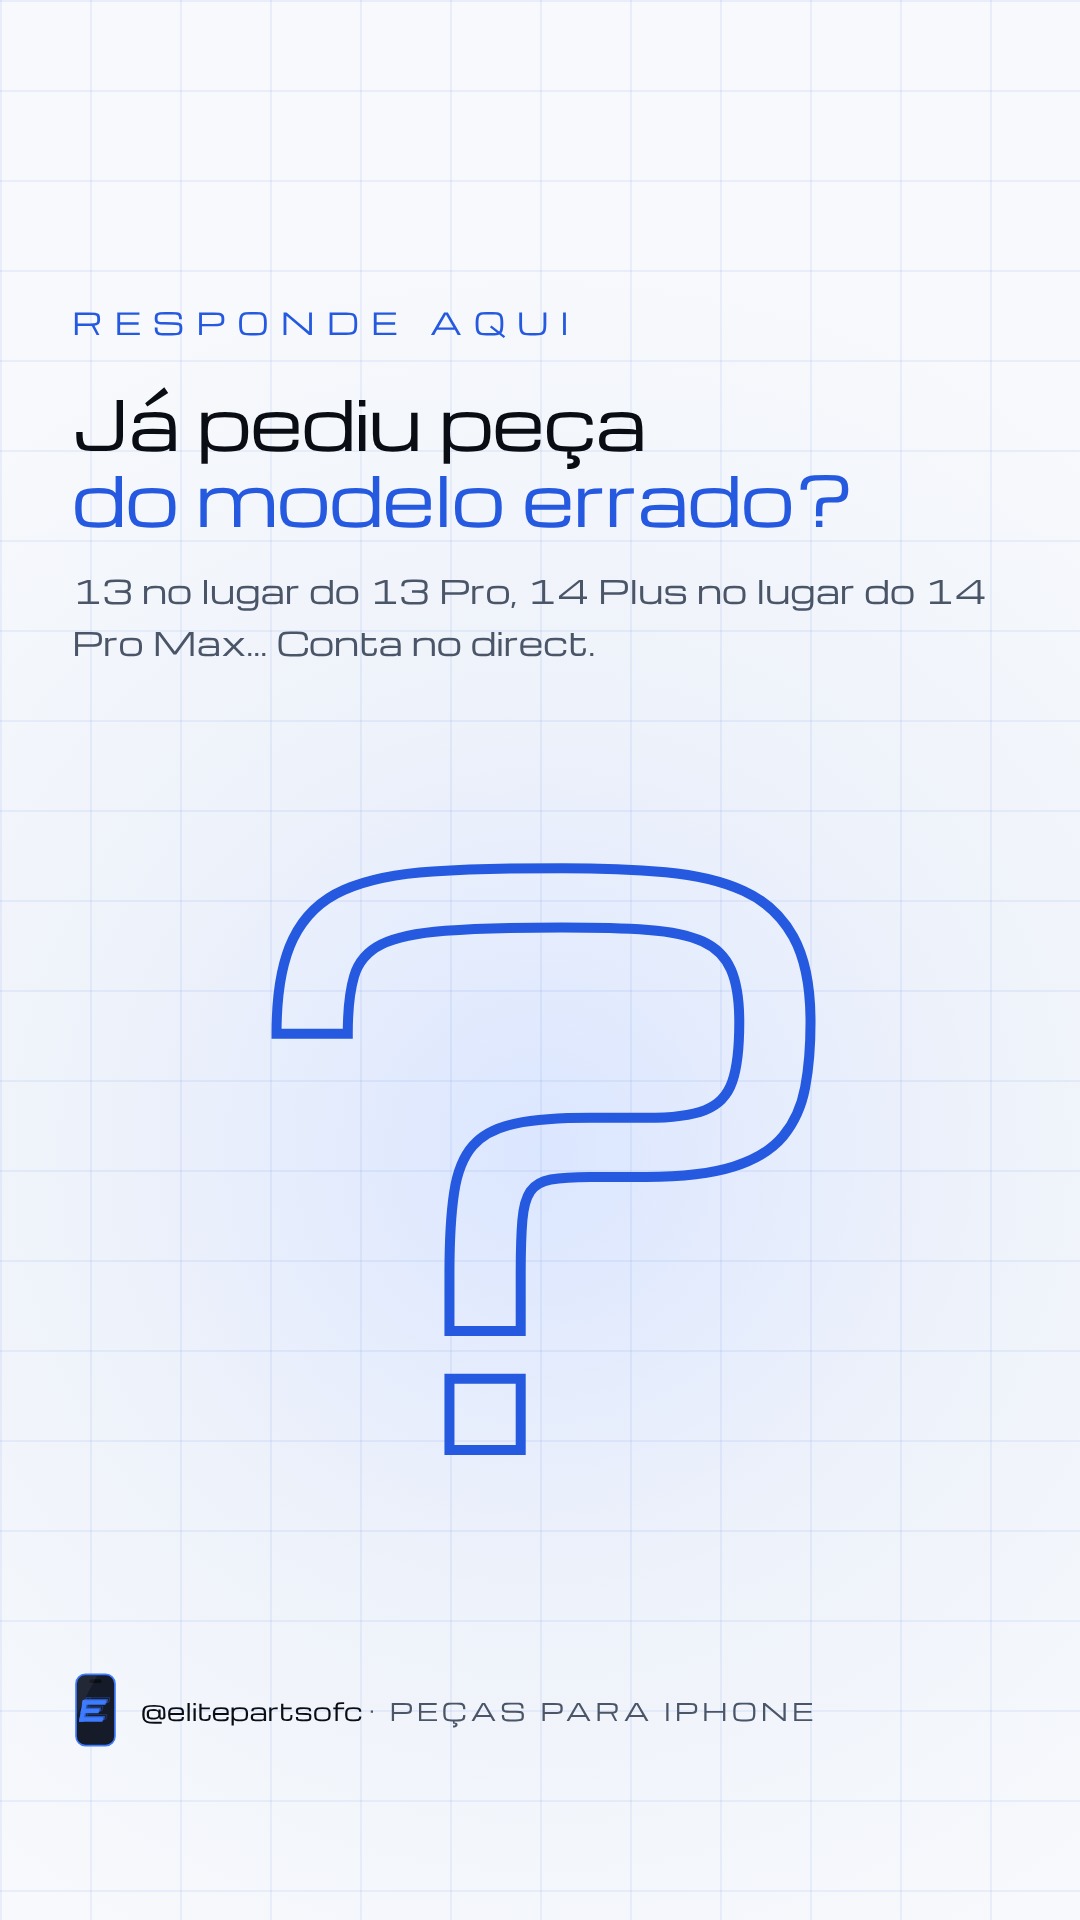 RESPONDE AQUI
Já pediu peça
do modelo errado?
13 no lugar do 13 Pro, 14 Plus no lugar do 14
Pro Max... Conta no direct.
?
E @elitepartsofc · PEÇAS PARA IPHONE